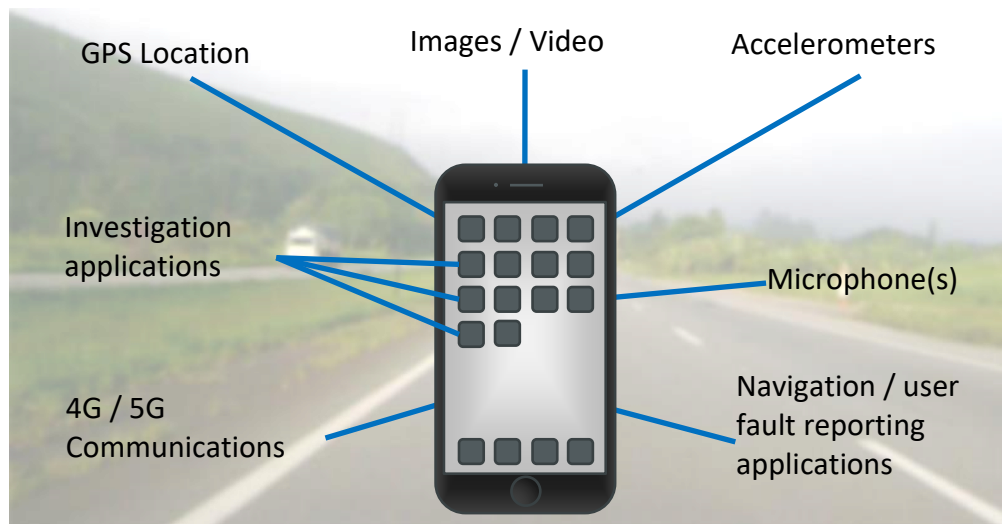 GPS Location
Images / Video
Accelerometers
Investigation
applications
Microphone(s)
4G / 5G
Communications
Navigation / user
fault reporting
applications